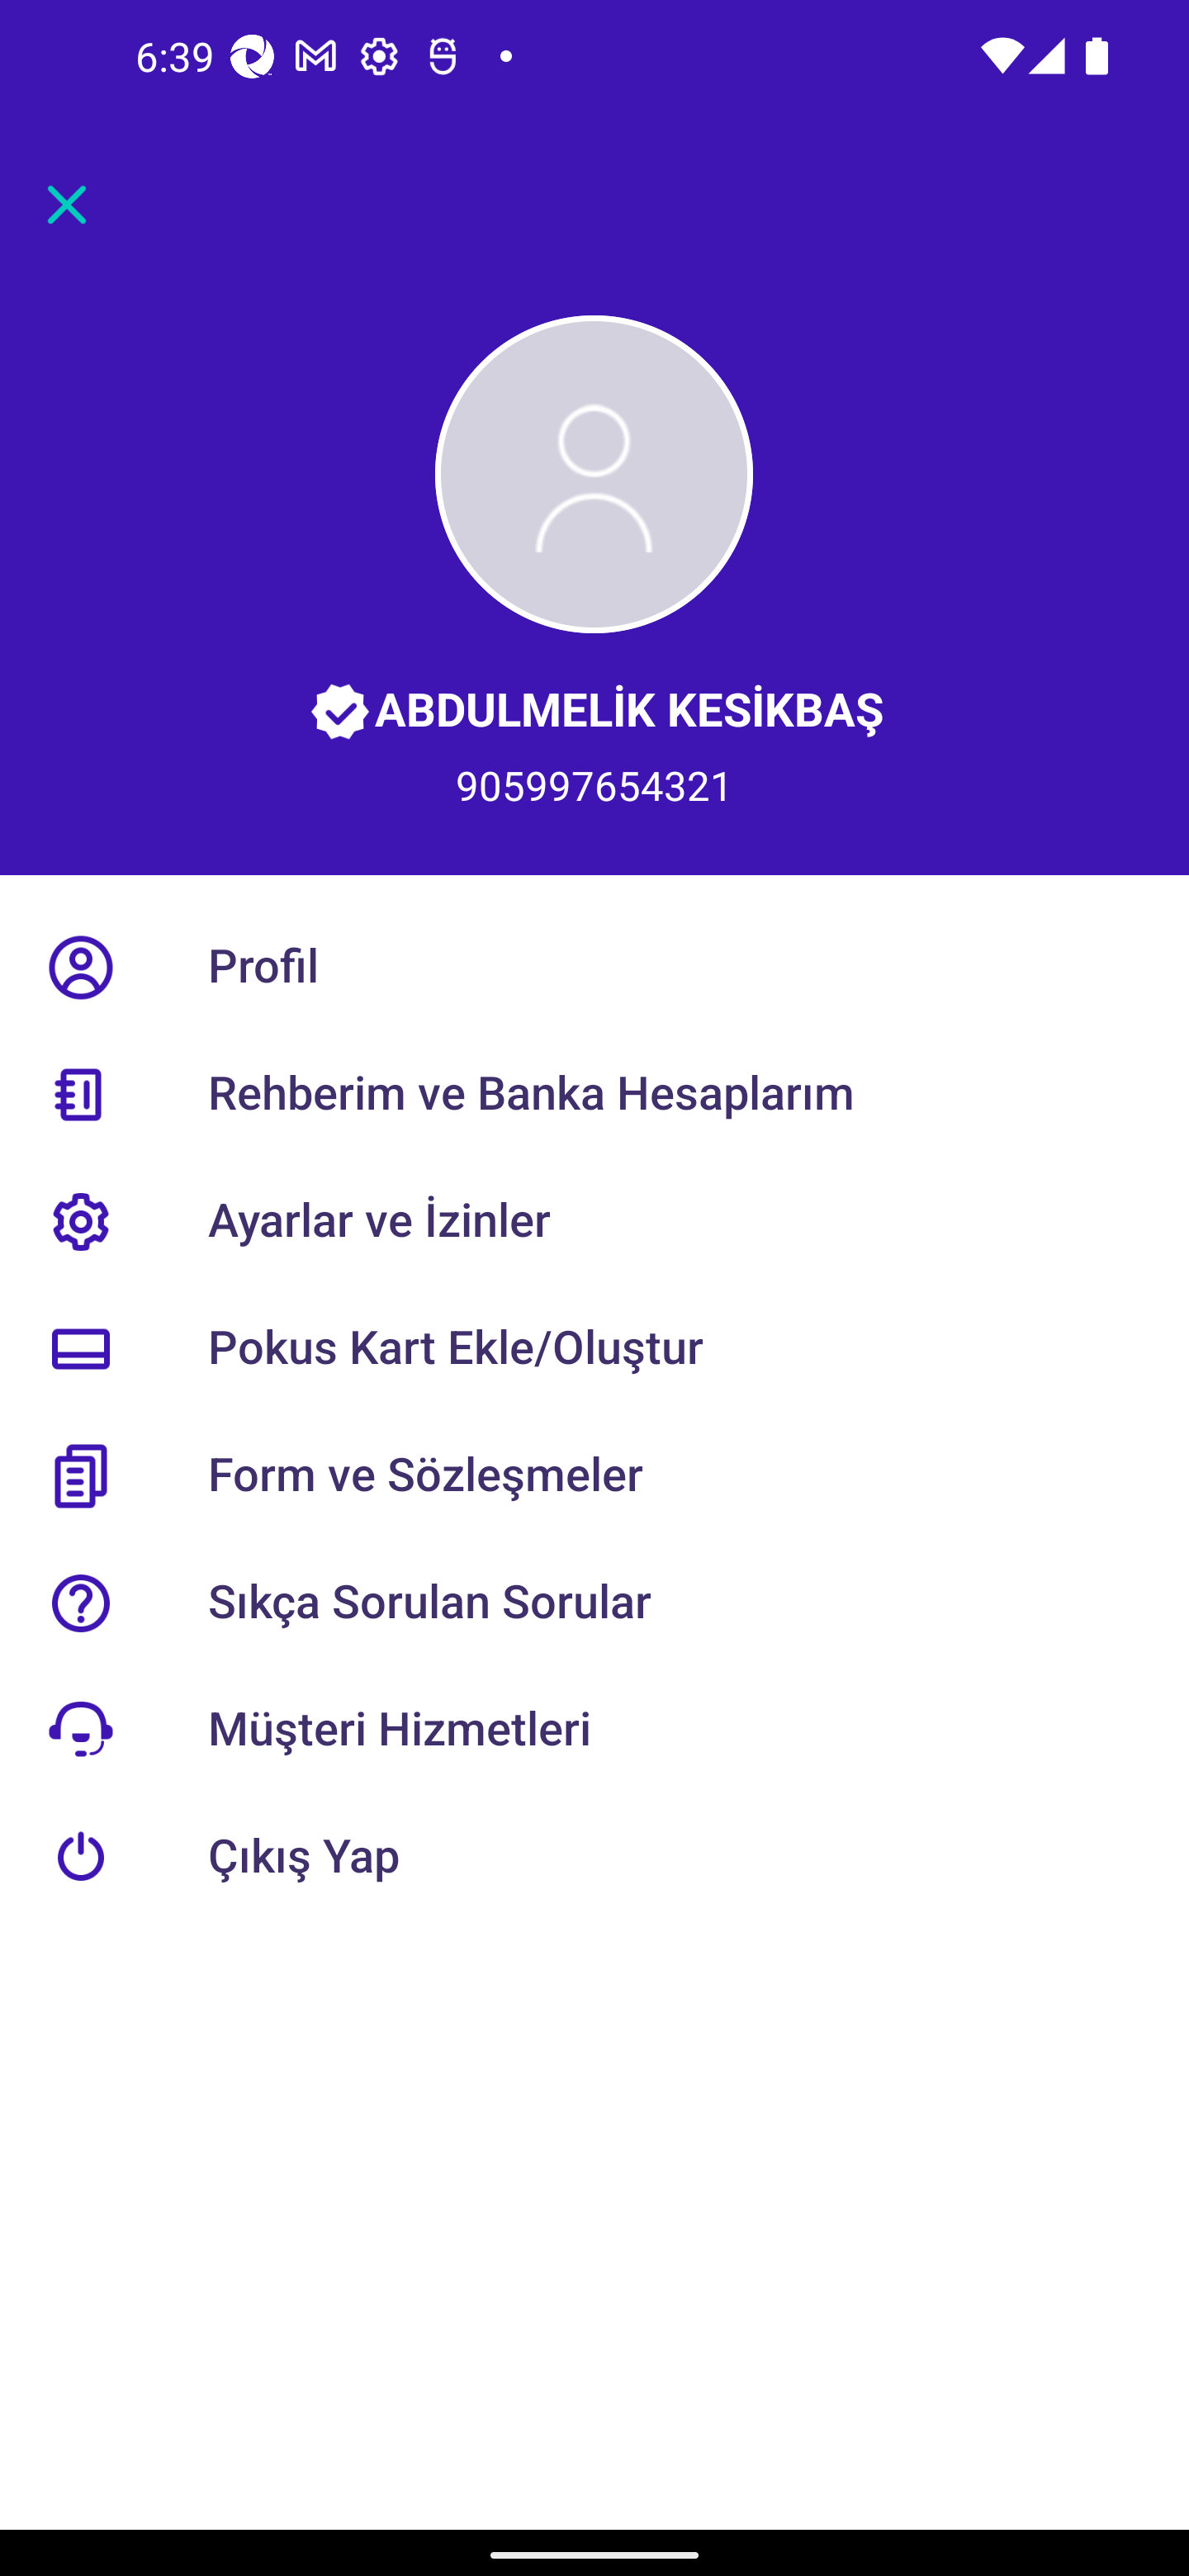 6:39
ABDULMELİK KESİKBAŞ
905997654321
Profil
Rehberim ve Banka Hesaplarım
Ayarlar ve İzinler
Pokus Kart Ekle/Oluştur
Form ve Sözleşmeler
Sıkça Sorulan Sorular
Müşteri Hizmetleri
Çıkış Yap